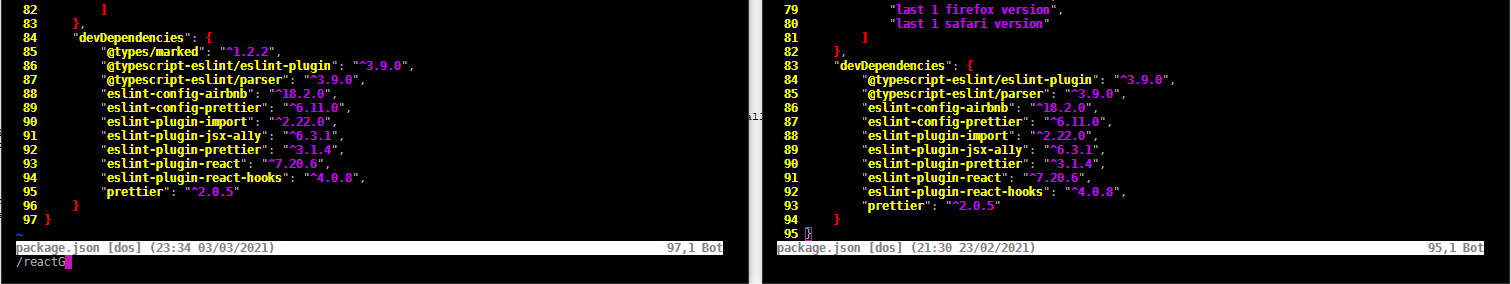 82         ]
83     },
84     "devDependencies": {
85         "@types/marked": "^1.2.2",
86         "@typescript-eslint/eslint-plugin": "^3.9.0",
87         "@typescript-eslint/parser": "^3.9.0",
88         "eslint-config-airbnb": "^18.2.0",
89         "eslint-config-prettier": "^6.11.0",
90         "eslint-plugin-import": "^2.22.0",
91         "eslint-plugin-jsx-a11y": "^6.3.1",
92         "eslint-plugin-prettier": "^3.1.4",
93         "eslint-plugin-react": "^7.20.6",
94         "eslint-plugin-react-hooks": "^4.0.8",
95         "prettier": "^2.0.5"
96     }
97 }
~
package.json [dos] (23:34 03/03/2021) 97,1 Bot
/reactG
79             "last 1 firefox version",
80             "last 1 safari version"
81         ]
82     },
83     "devDependencies": {
84         "@typescript-eslint/eslint-plugin": "^3.9.0",
85         "@typescript-eslint/parser": "^3.9.0",
86         "eslint-config-airbnb": "^18.2.0",
87         "eslint-config-prettier": "^6.11.0",
88         "eslint-plugin-import": "^2.22.0",
89         "eslint-plugin-jsx-a11y": "^6.3.1",
90         "eslint-plugin-prettier": "^3.1.4",
91         "eslint-plugin-react": "^7.20.6",
92         "eslint-plugin-react-hooks": "^4.0.8",
93         "prettier": "^2.0.5"
94     }
95 }
package.json [dos] (21:30 23/02/2021) 95,1 Bot